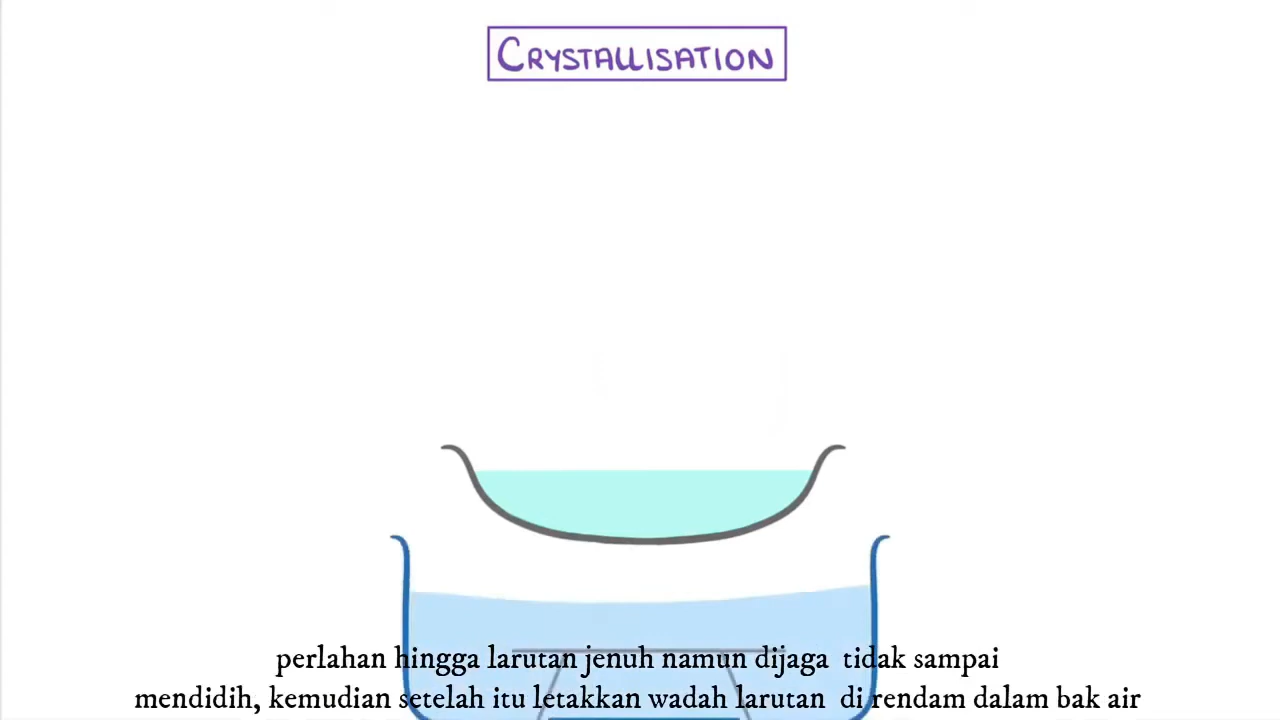 CRYSTALLISATION
perlahan hingga larutan jenuh namun dijaga  tidak sampai
mendidih, kemudian setelah itu letakkan wadah larutan  di rendam dalam bak air